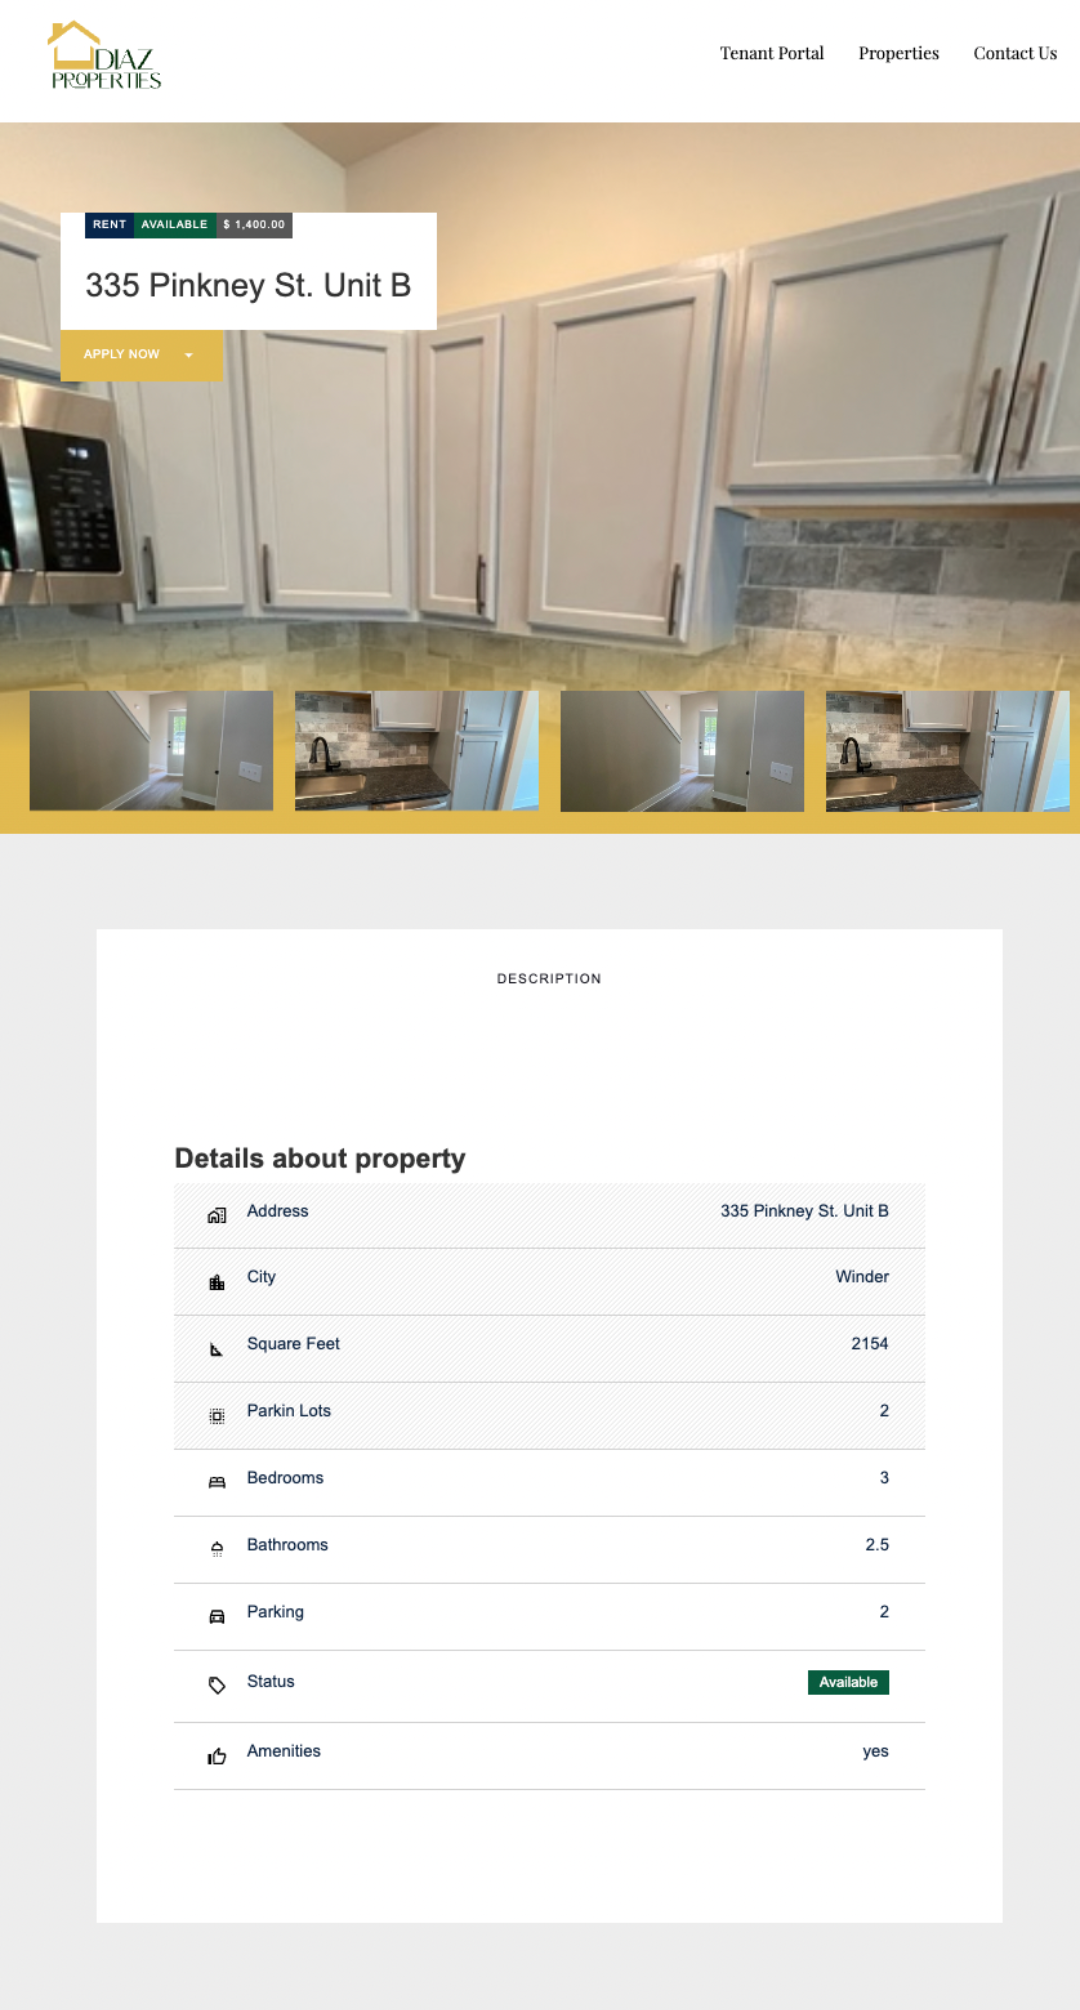 DIAZ
PROPERTIES
Tenant Portal Properties Contact Us
RENT AVAILABLE $ 1,400.00
335 Pinkney St. Unit B
APPLY NOW
DESCRIPTION
Details about property
Address 335 Pinkney St. Unit B
City Winder
Square Feet 2154
Parkin Lots 2
Bedrooms 3
Bathrooms 2.5
Parking 2
Status Available
Amenities yes